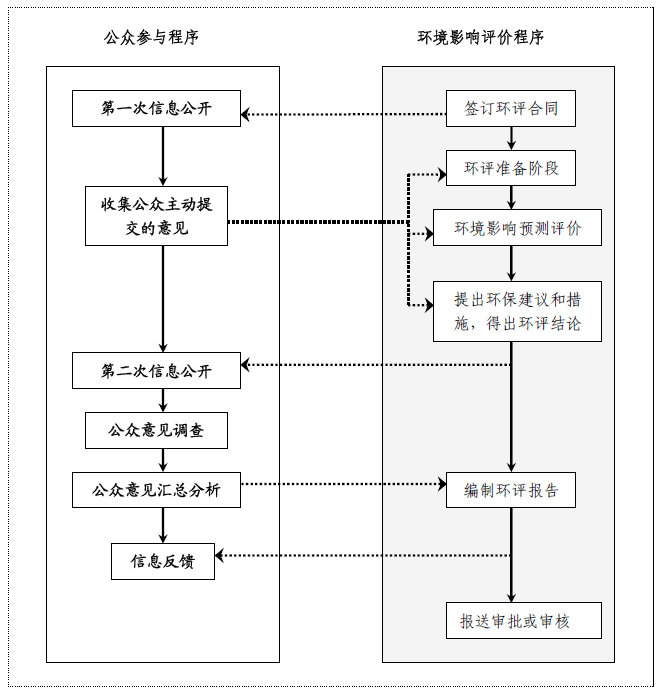 公众参与程序
环境影响评价程序
第一次信息公开
签订环评合同
环评准备阶段
收集公众主动提
交的意见
环境影响预测评价
提出环保建议和措
施，得出环评结论
第二次信息公开
公众意见调查
公众意见汇总分析
编制环评报告
信息反馈
报送审批或审核